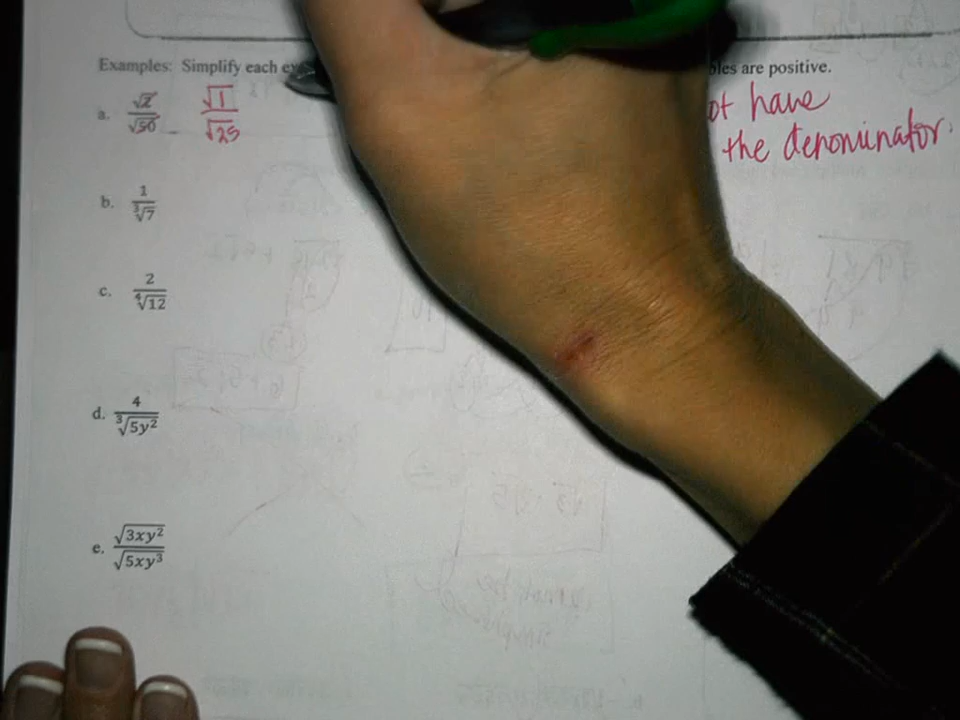 Examples: Simplify each bles are positive.
a. √2/√50 √1/√25 ot have
the denominator.
b. 1/∛7
c. 2/∜12
d. 4/∛5y²
e. √3xy²/√5xy³